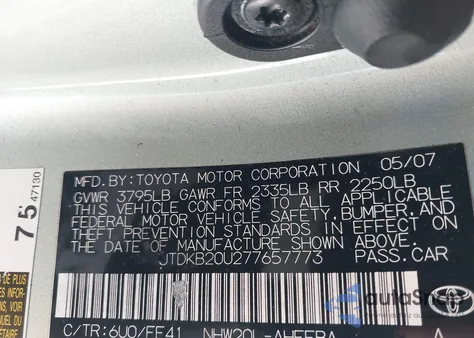 MFD. BY: TOYOTA MOTOR CORPORATION 05/07
GVWR 3795LB GAWR FR 2335LB RR 2250LB
THIS VEHICLE CONFORMS TO ALL APPLICABLE
FEDERAL MOTOR VEHICLE SAFETY, BUMPER, AND
THEFT PREVENTION STANDARDS IN EFFECT ON
THE DATE OF MANUFACTURE SHOWN ABOVE.
JTDKB20U277657773 PASS. CAR
C/TR: 6U0/FF41 NHW20L-AHEEBA A
75 47130